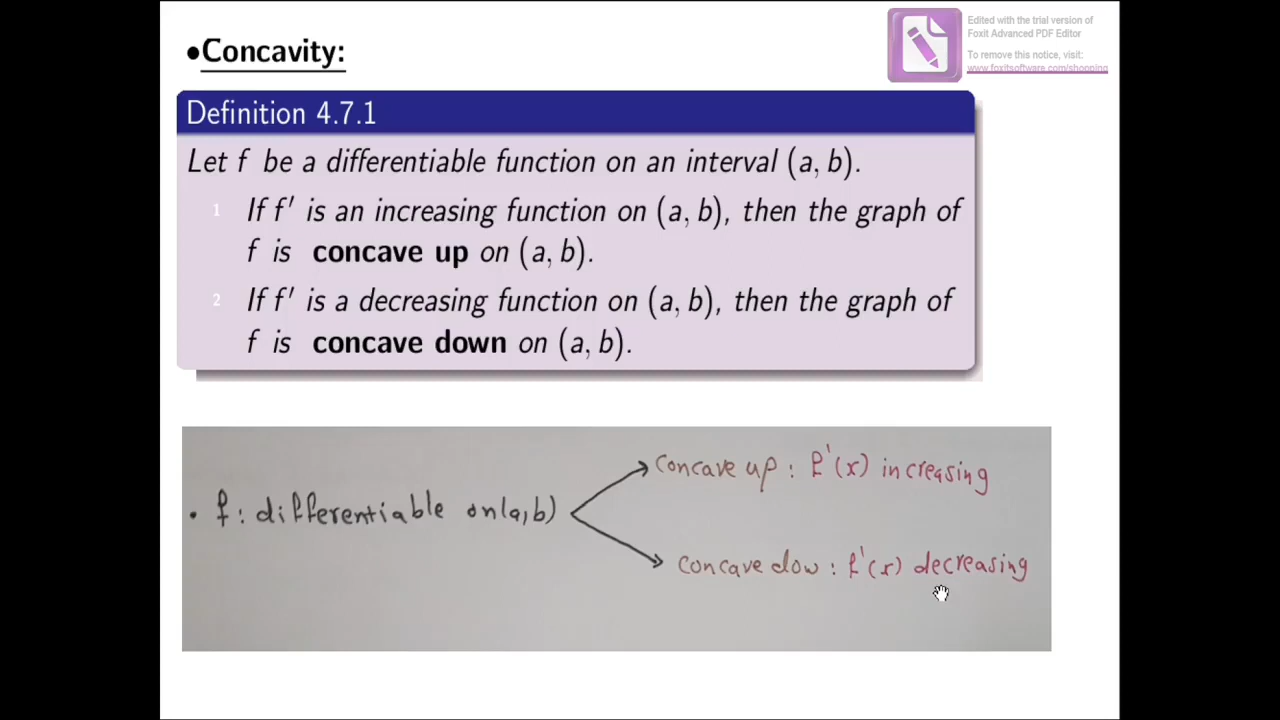 •Concavity:
Edited with the trial version of
Foxit Advanced PDF Editor
To remove this notice, visit:
www.foxitsoftware.com/shopping
Definition 4.7.1
Let f be a differentiable function on an interval (a, b).
1 If f' is an increasing function on (a, b), then the graph of
f is concave up on (a, b).
2 If f' is a decreasing function on (a, b), then the graph of
f is concave down on (a, b).
concave up : f'(x) increasing
• f : differentiable on(a,b)
concave dow : f'(x) decreasing